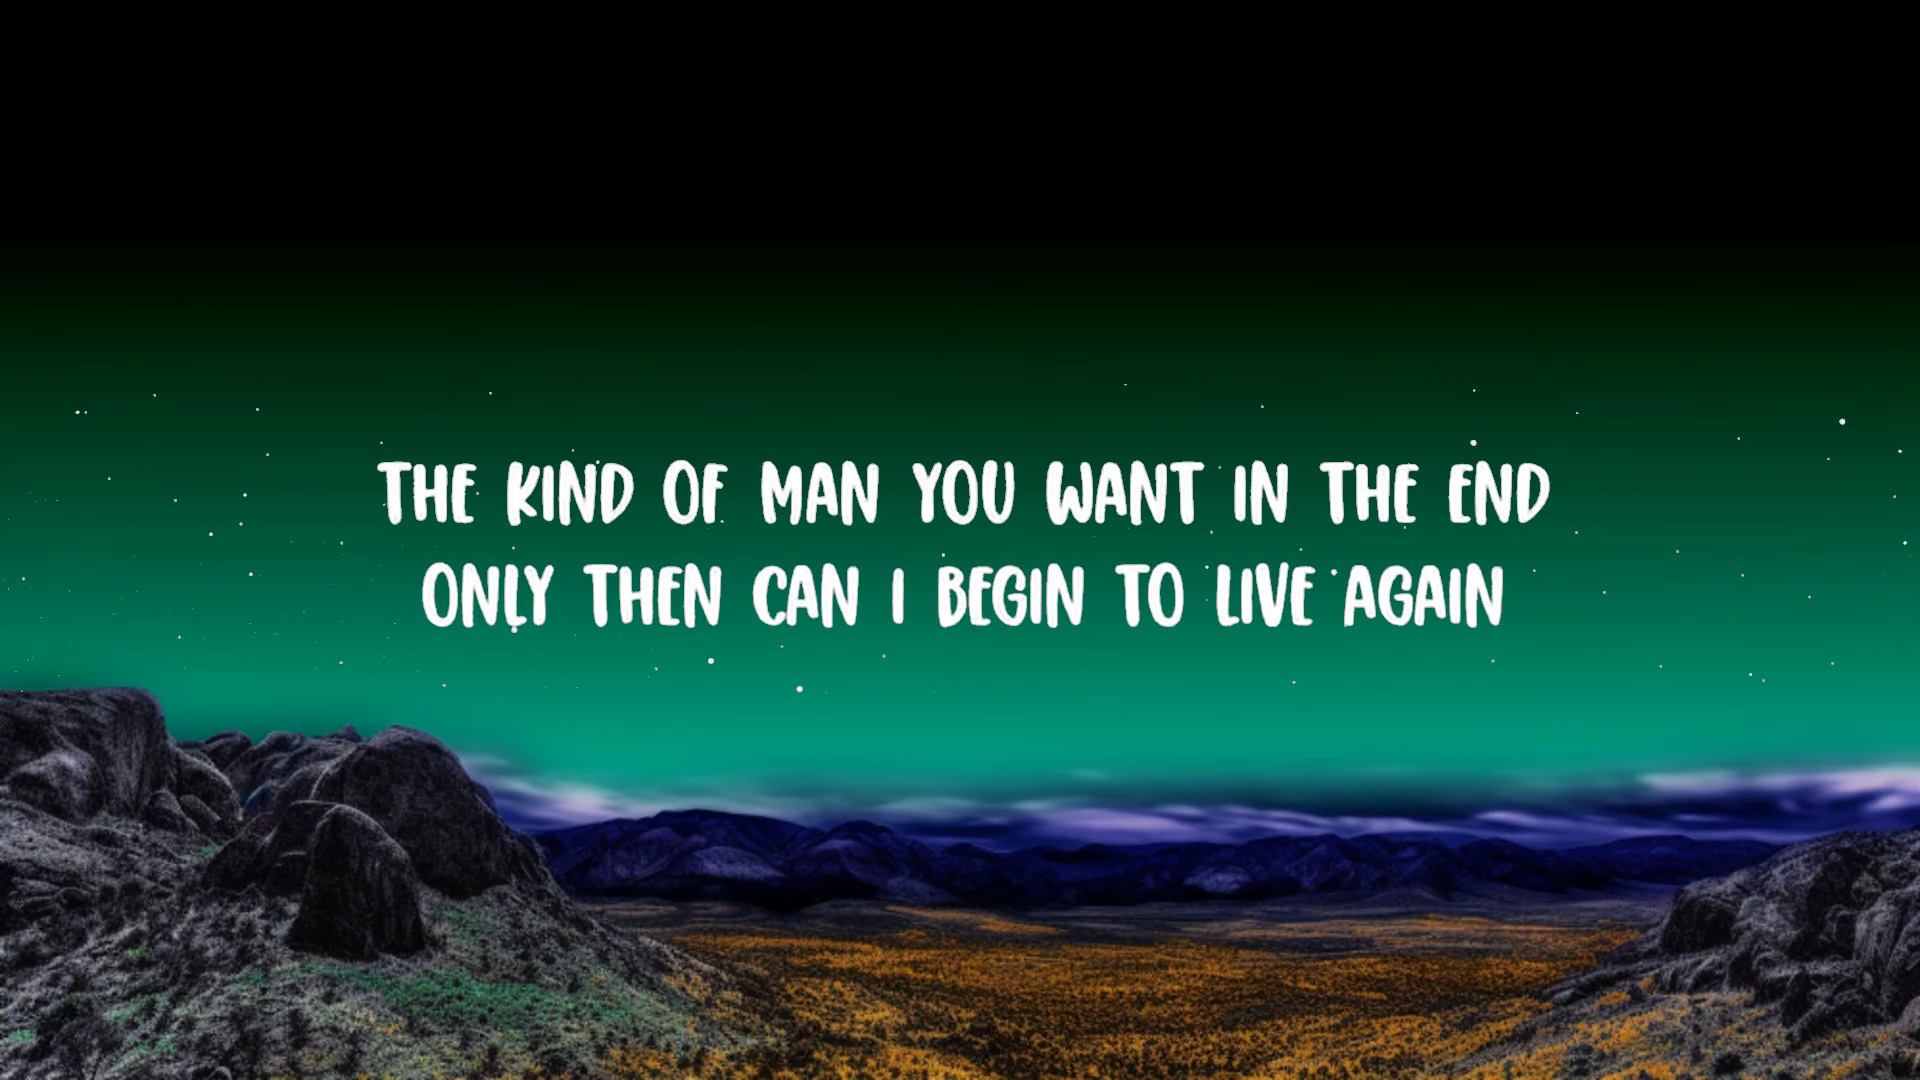 THE KIND OF MAN YOU WANT IN THE END
ONLY THEN CAN I BEGIN TO LIVE AGAIN